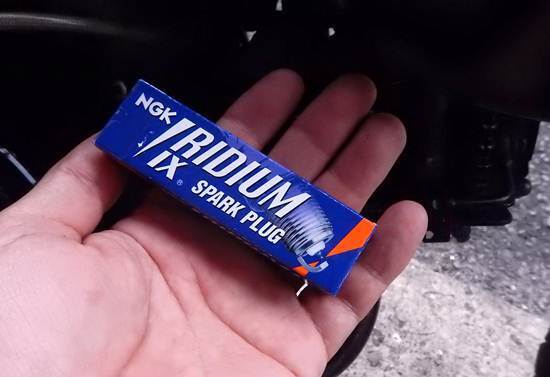 NGK
IRIDIUM
IX®
SPARK PLUG